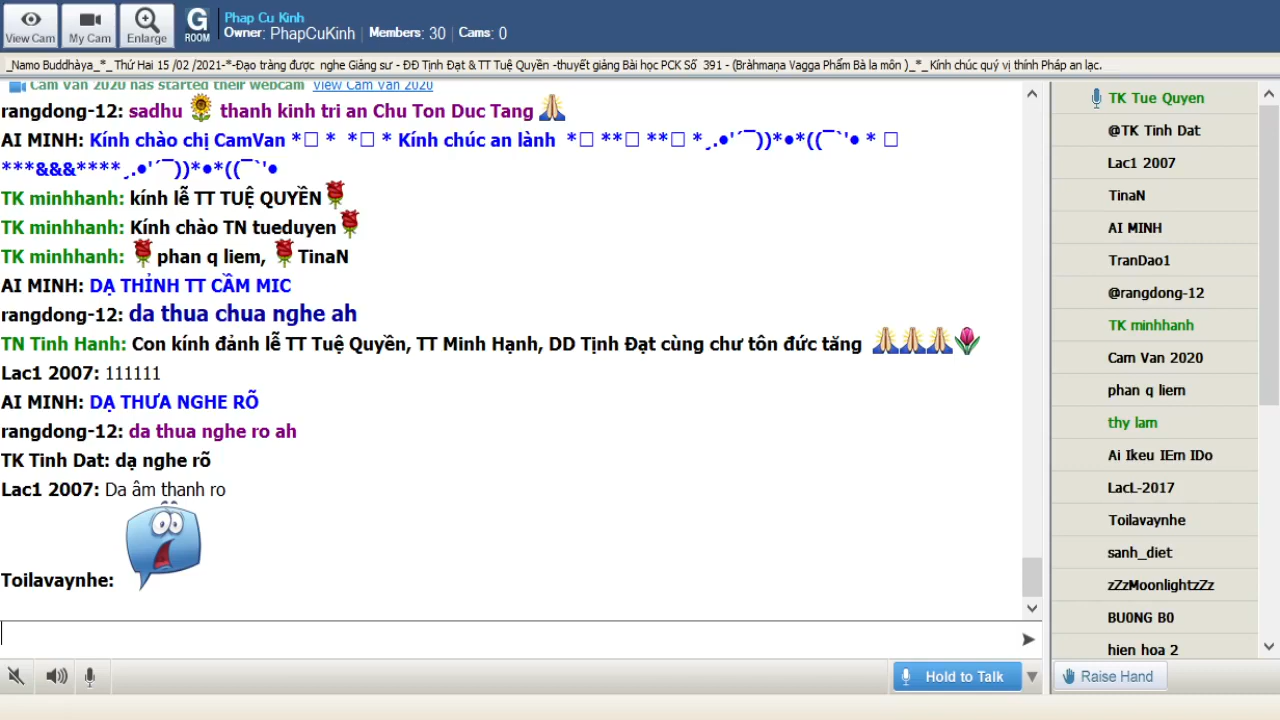 View Cam
My Cam
Enlarge
G
ROOM
Phap Cu Kinh
Owner: PhapCuKinh | Members: 30 | Cams: 0
_Namo Buddhàya_*_ Thứ Hai 15 /02 /2021-*-Đạo tràng được nghe Giảng sư - ĐĐ Tịnh Đạt & TT Tuệ Quyền -thuyết giảng Bài học PCK Số 391 - (Bràhmaṇa Vagga Phẩm Bà la môn )_*_ Kính chúc quý vị thính Pháp an lạc.
Cam Van 2020 has started their webcam View Cam Van 2020
rangdong-12: sadhu thanh kinh tri an Chu Ton Duc Tang
AI MINH: Kính chào chị CamVan *□ * *□ * Kính chúc an lành *□ **□ **□ *¸.•'´¯))*•*((¯`'• * □
***&&&****¸.•'´¯))*•*((¯`'•
TK minhhanh: kính lễ TT TUỆ QUYỀN
TK minhhanh: Kính chào TN tueduyen
TK minhhanh: phan q liem, TinaN
AI MINH: DẠ THỈNH TT CẦM MIC
rangdong-12: da thua chua nghe ah
TN Tinh Hanh: Con kính đảnh lễ TT Tuệ Quyền, TT Minh Hạnh, DD Tịnh Đạt cùng chư tôn đức tăng
Lac1 2007: 111111
AI MINH: DẠ THƯA NGHE RÕ
rangdong-12: da thua nghe ro ah
TK Tinh Dat: dạ nghe rõ
Lac1 2007: Da âm thanh ro
Toilavaynhe:
Hold to Talk
TK Tue Quyen
@TK Tinh Dat
Lac1 2007
TinaN
AI MINH
TranDao1
@rangdong-12
TK minhhanh
Cam Van 2020
phan q liem
thy lam
Ai Ikeu IEm IDo
LacL-2017
Toilavaynhe
sanh_diet
zZzMoonlightzZz
BU0NG B0
hien hoa 2
Raise Hand